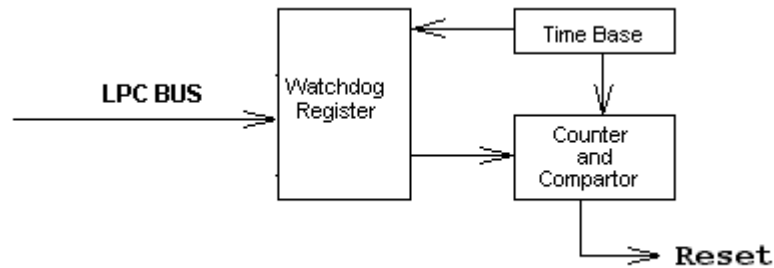 Time Base
LPC BUS
Watchdog
Register
Counter
and
Compartor
Reset